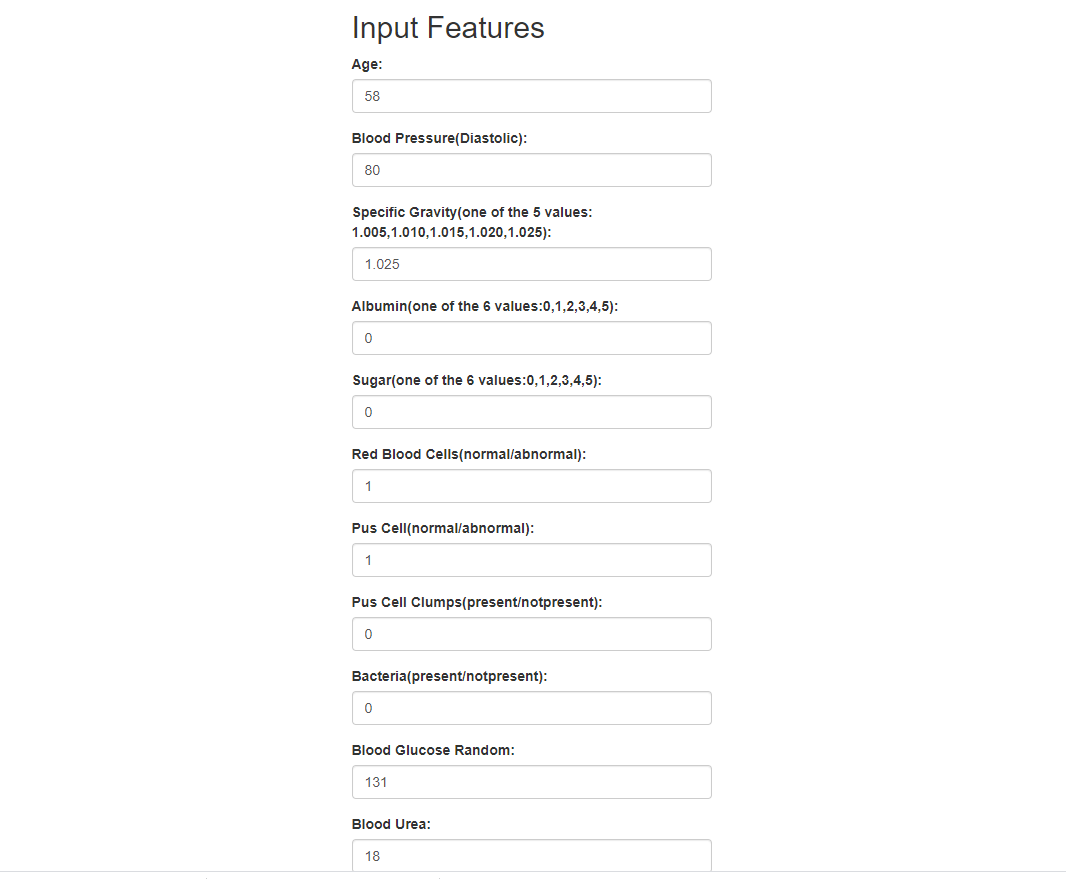 Input Features
Age:
58
Blood Pressure(Diastolic):
80
Specific Gravity(one of the 5 values:
1.005,1.010,1.015,1.020,1.025):
1.025
Albumin(one of the 6 values:0,1,2,3,4,5):
0
Sugar(one of the 6 values:0,1,2,3,4,5):
0
Red Blood Cells(normal/abnormal):
1
Pus Cell(normal/abnormal):
1
Pus Cell Clumps(present/notpresent):
0
Bacteria(present/notpresent):
0
Blood Glucose Random:
131
Blood Urea:
18